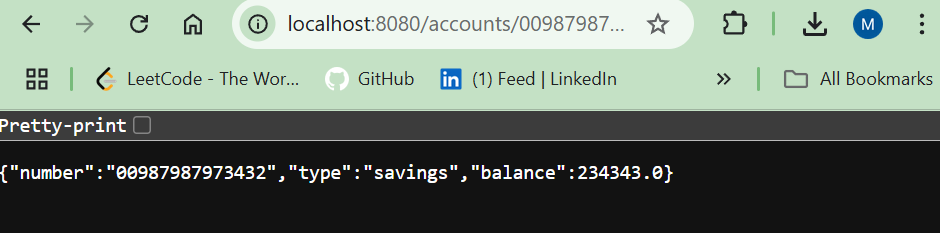 localhost:8080/accounts/00987987...
M
LeetCode - The Wor...
GitHub
in
(1) Feed | LinkedIn
»
All Bookmarks
Pretty-print
{"number":"00987987973432","type":"savings","balance":234343.0}